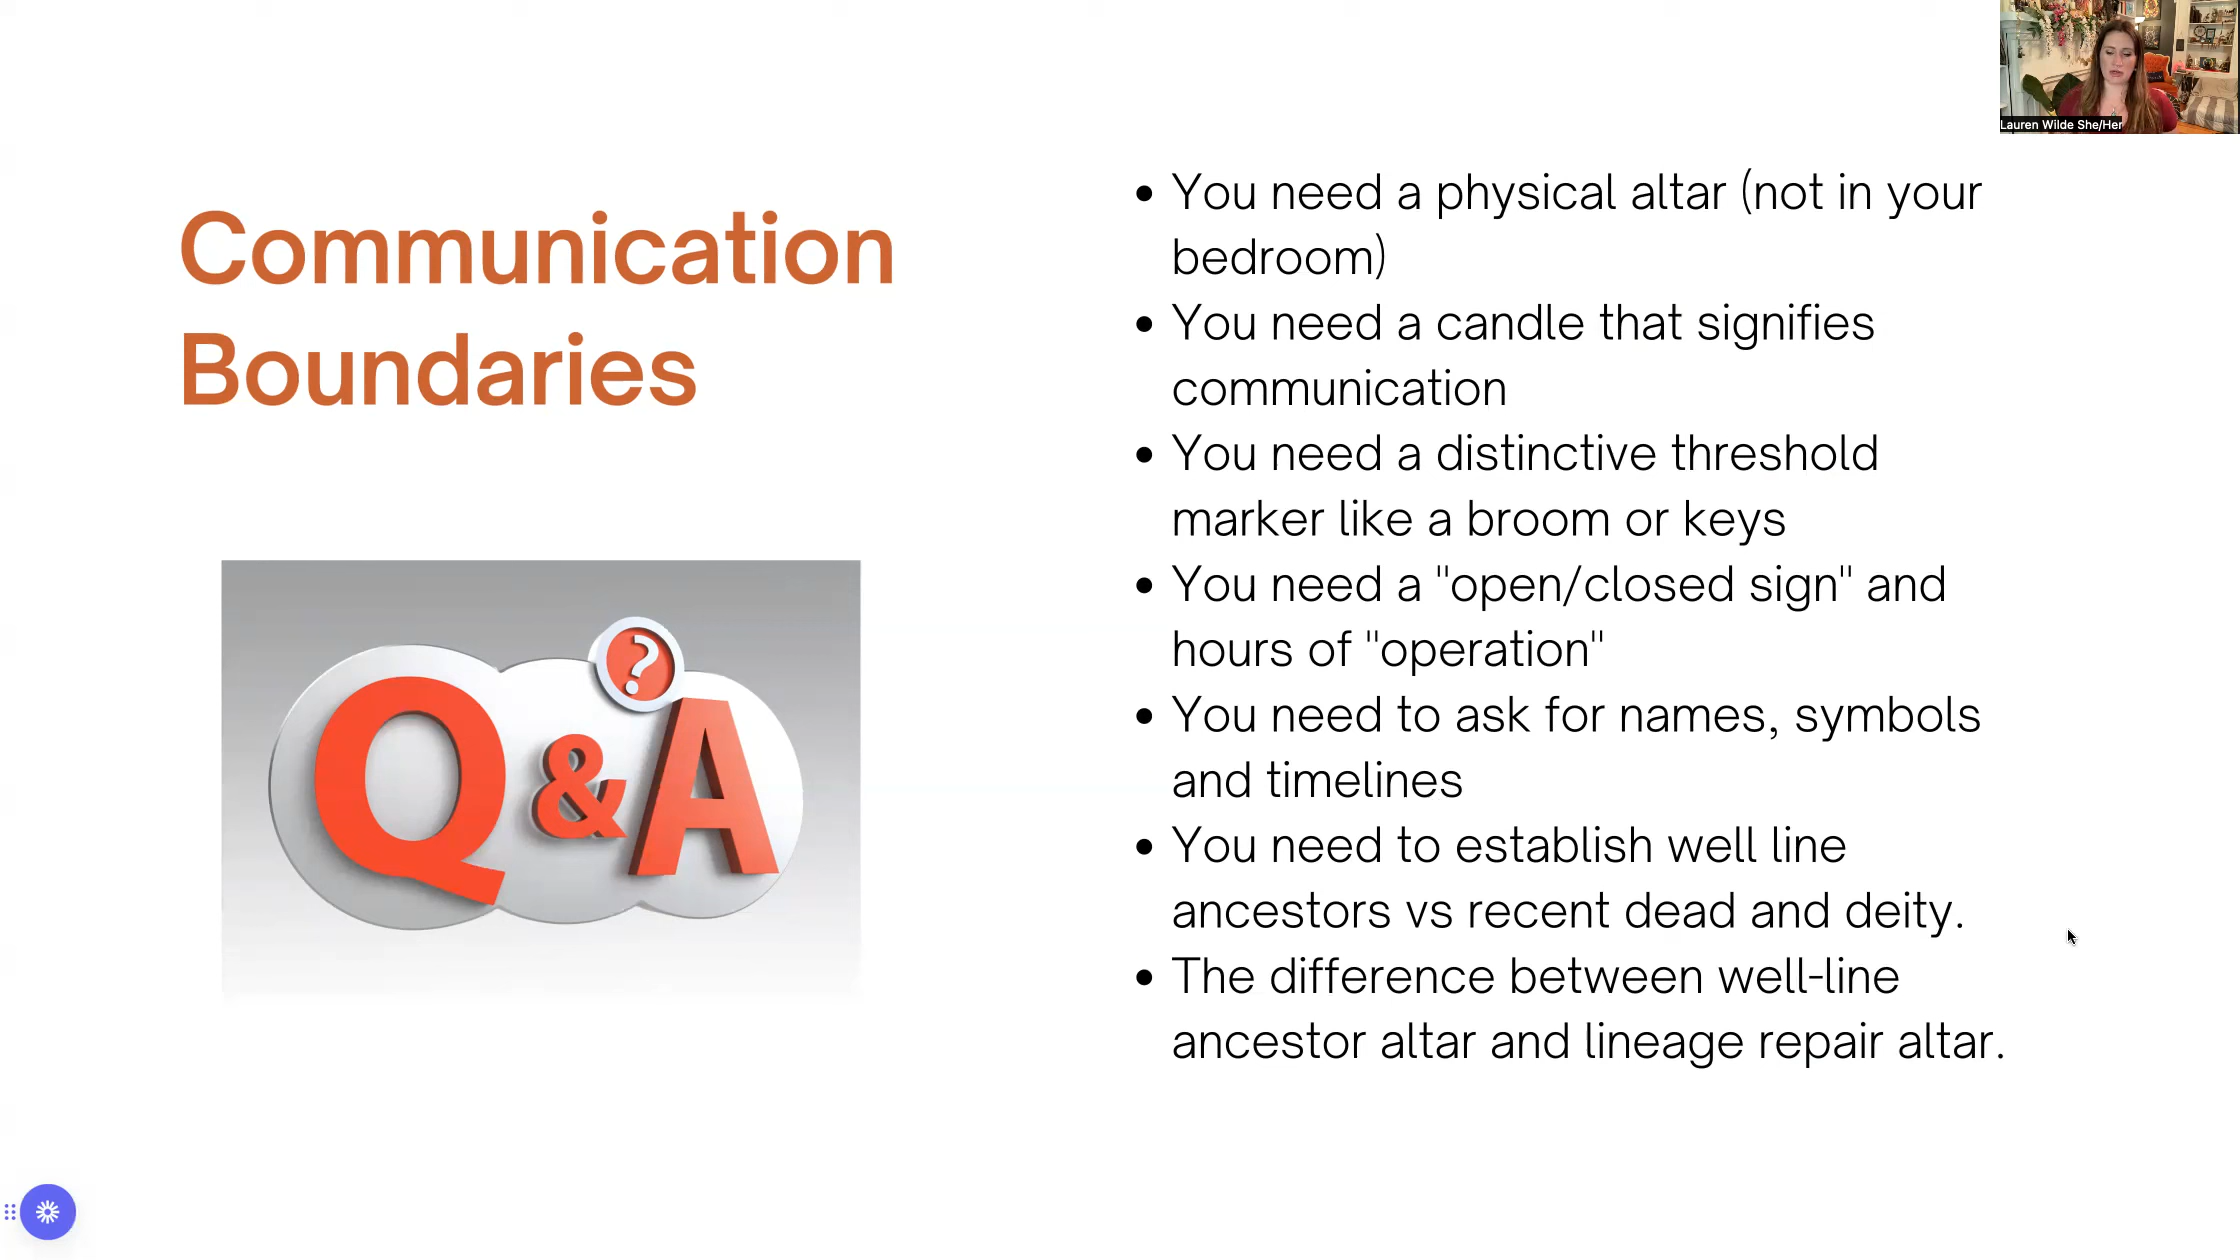 Lauren Wilde She/Her
Communication
Boundaries
Q & A
?
• You need a physical altar (not in your
bedroom)
• You need a candle that signifies
communication
• You need a distinctive threshold
marker like a broom or keys
• You need a "open/closed sign" and
hours of "operation"
• You need to ask for names, symbols
and timelines
• You need to establish well line
ancestors vs recent dead and deity.
• The difference between well-line
ancestor altar and lineage repair altar.